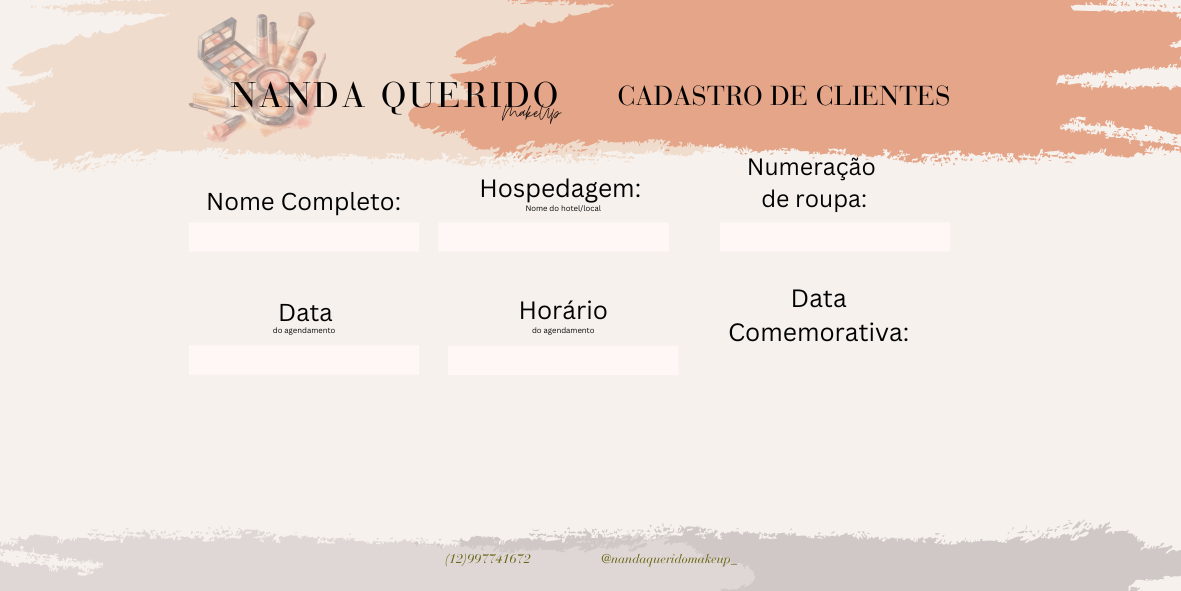 NANDA QUERIDO
MakeUp
CADASTRO DE CLIENTES
Nome Completo:
Hospedagem:
Nome do hotel/local
Numeração
de roupa:
Data
do agendamento
Horário
do agendamento
Data
Comemorativa:
(12)997741672
@nandaqueridomakeup_